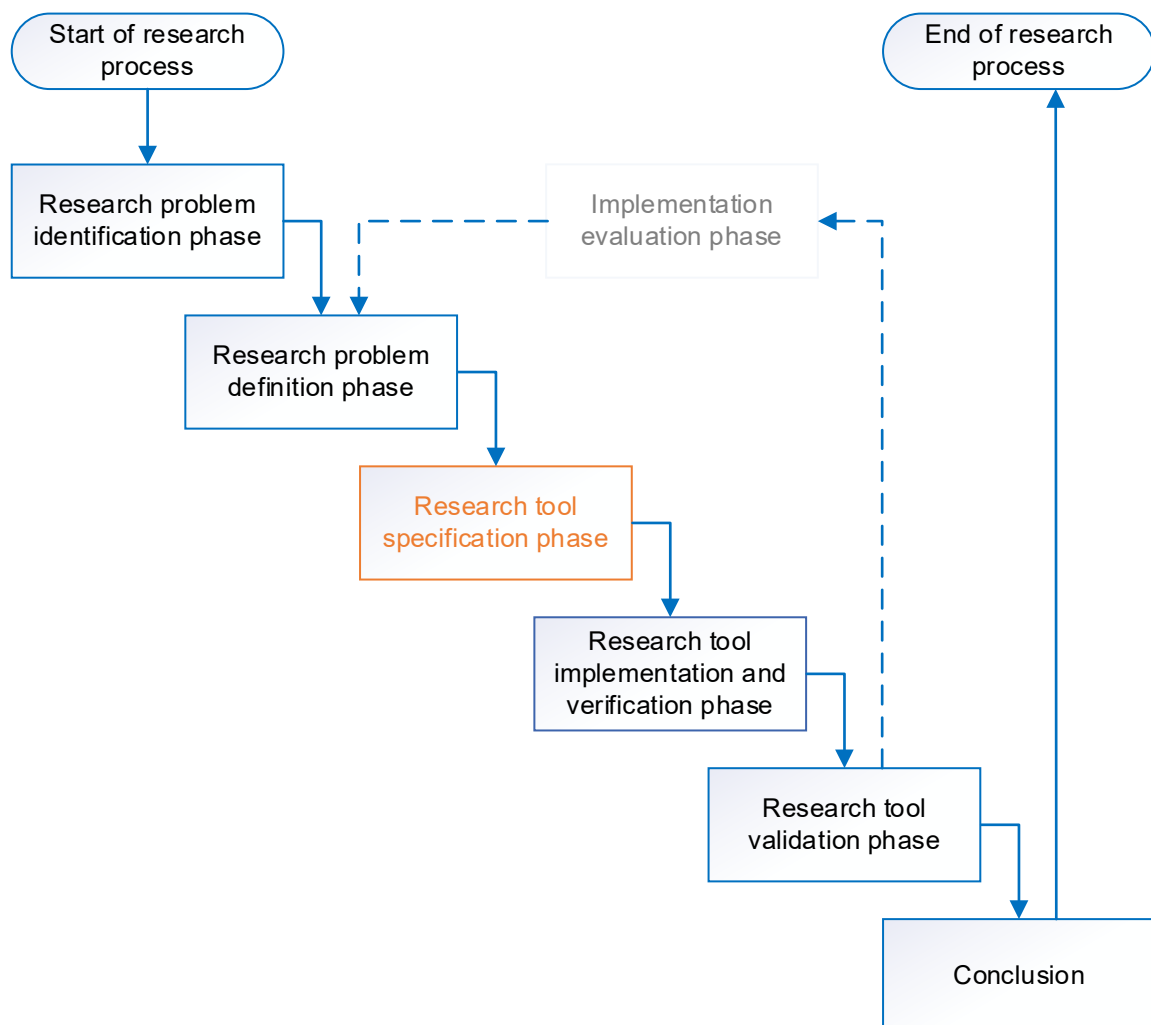 Start of research
process
End of research
process
Research problem
identification phase
Implementation
evaluation phase
Research problem
definition phase
Research tool
specification phase
Research tool
implementation and
verification phase
Research tool
validation phase
Conclusion